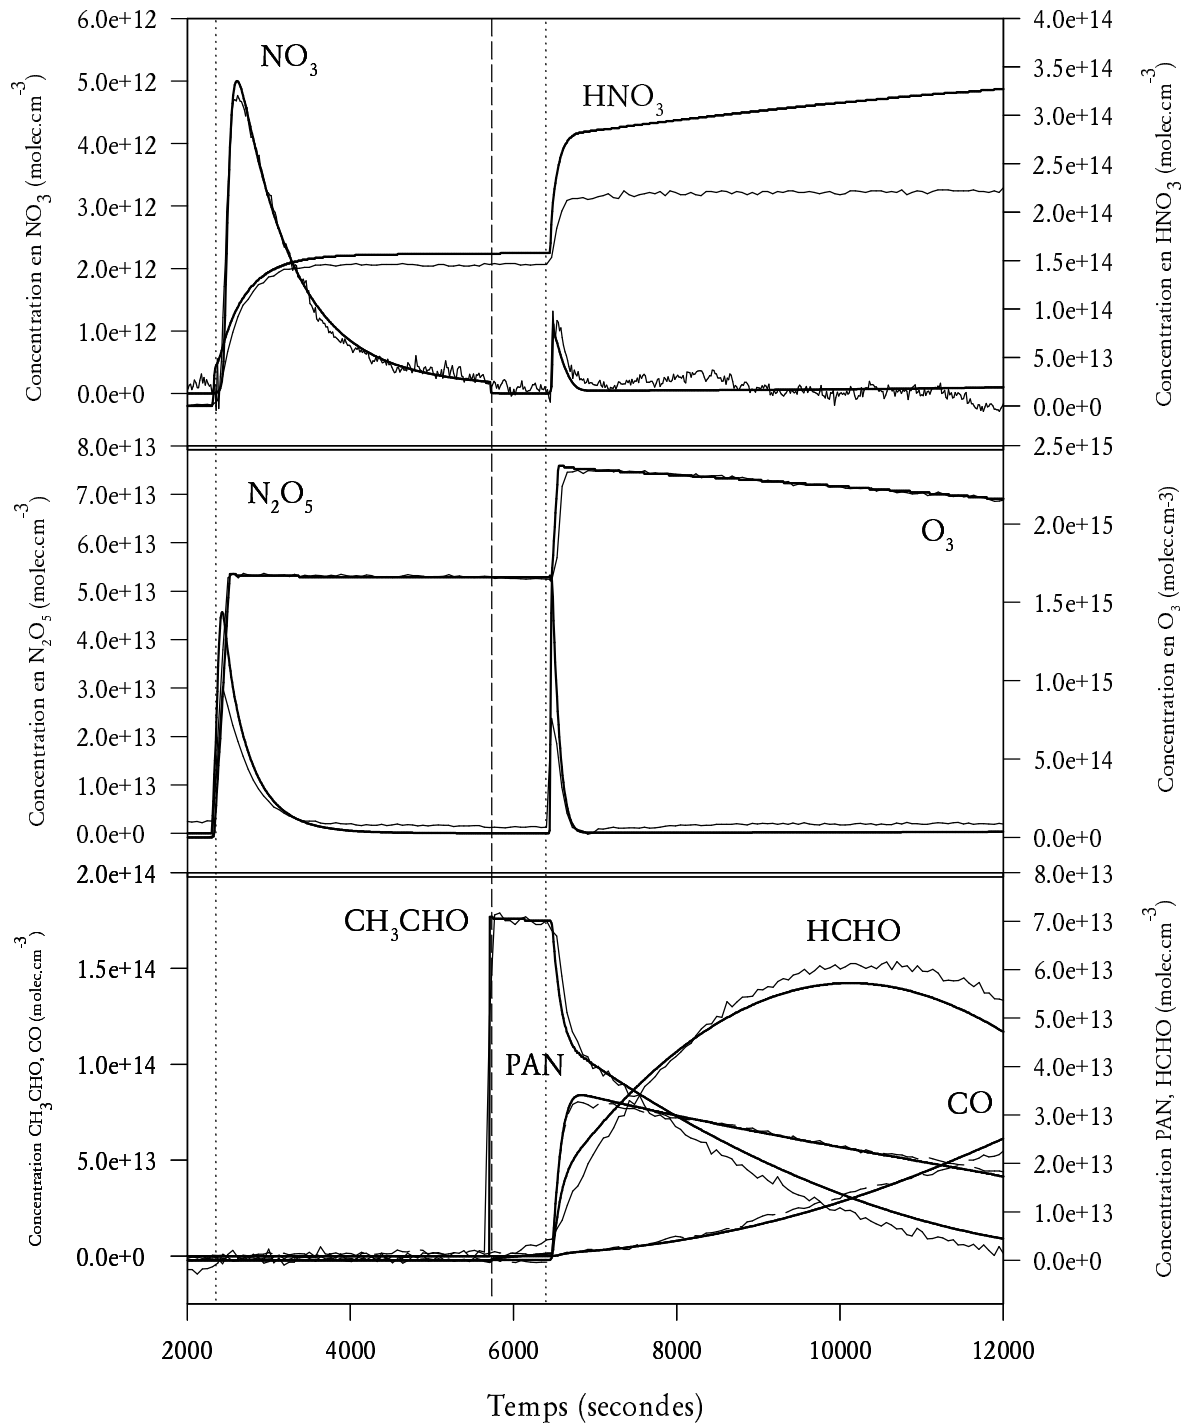 6.0e+12
5.0e+12
4.0e+12
3.0e+12
2.0e+12
1.0e+12
0.0e+0
Concentration en NO3 (molec.cm-3)
NO3
HNO3
4.0e+14
3.5e+14
3.0e+14
2.5e+14
2.0e+14
1.5e+14
1.0e+14
5.0e+13
0.0e+0
Concentration en HNO3 (molec.cm-3)
8.0e+13
7.0e+13
6.0e+13
5.0e+13
4.0e+13
3.0e+13
2.0e+13
1.0e+13
0.0e+0
Concentration en N2O5 (molec.cm-3)
N2O5
O3
2.5e+15
2.0e+15
1.5e+15
1.0e+15
5.0e+14
0.0e+0
Concentration en O3 (molec.cm-3)
2.0e+14
1.5e+14
1.0e+14
5.0e+13
0.0e+0
Concentration CH3CHO, CO (molec.cm-3)
CH3CHO
HCHO
PAN
CO
8.0e+13
7.0e+13
6.0e+13
5.0e+13
4.0e+13
3.0e+13
2.0e+13
1.0e+13
0.0e+0
Concentration PAN, HCHO (molec.cm-3)
2000 4000 6000 8000 10000 12000
Temps (secondes)